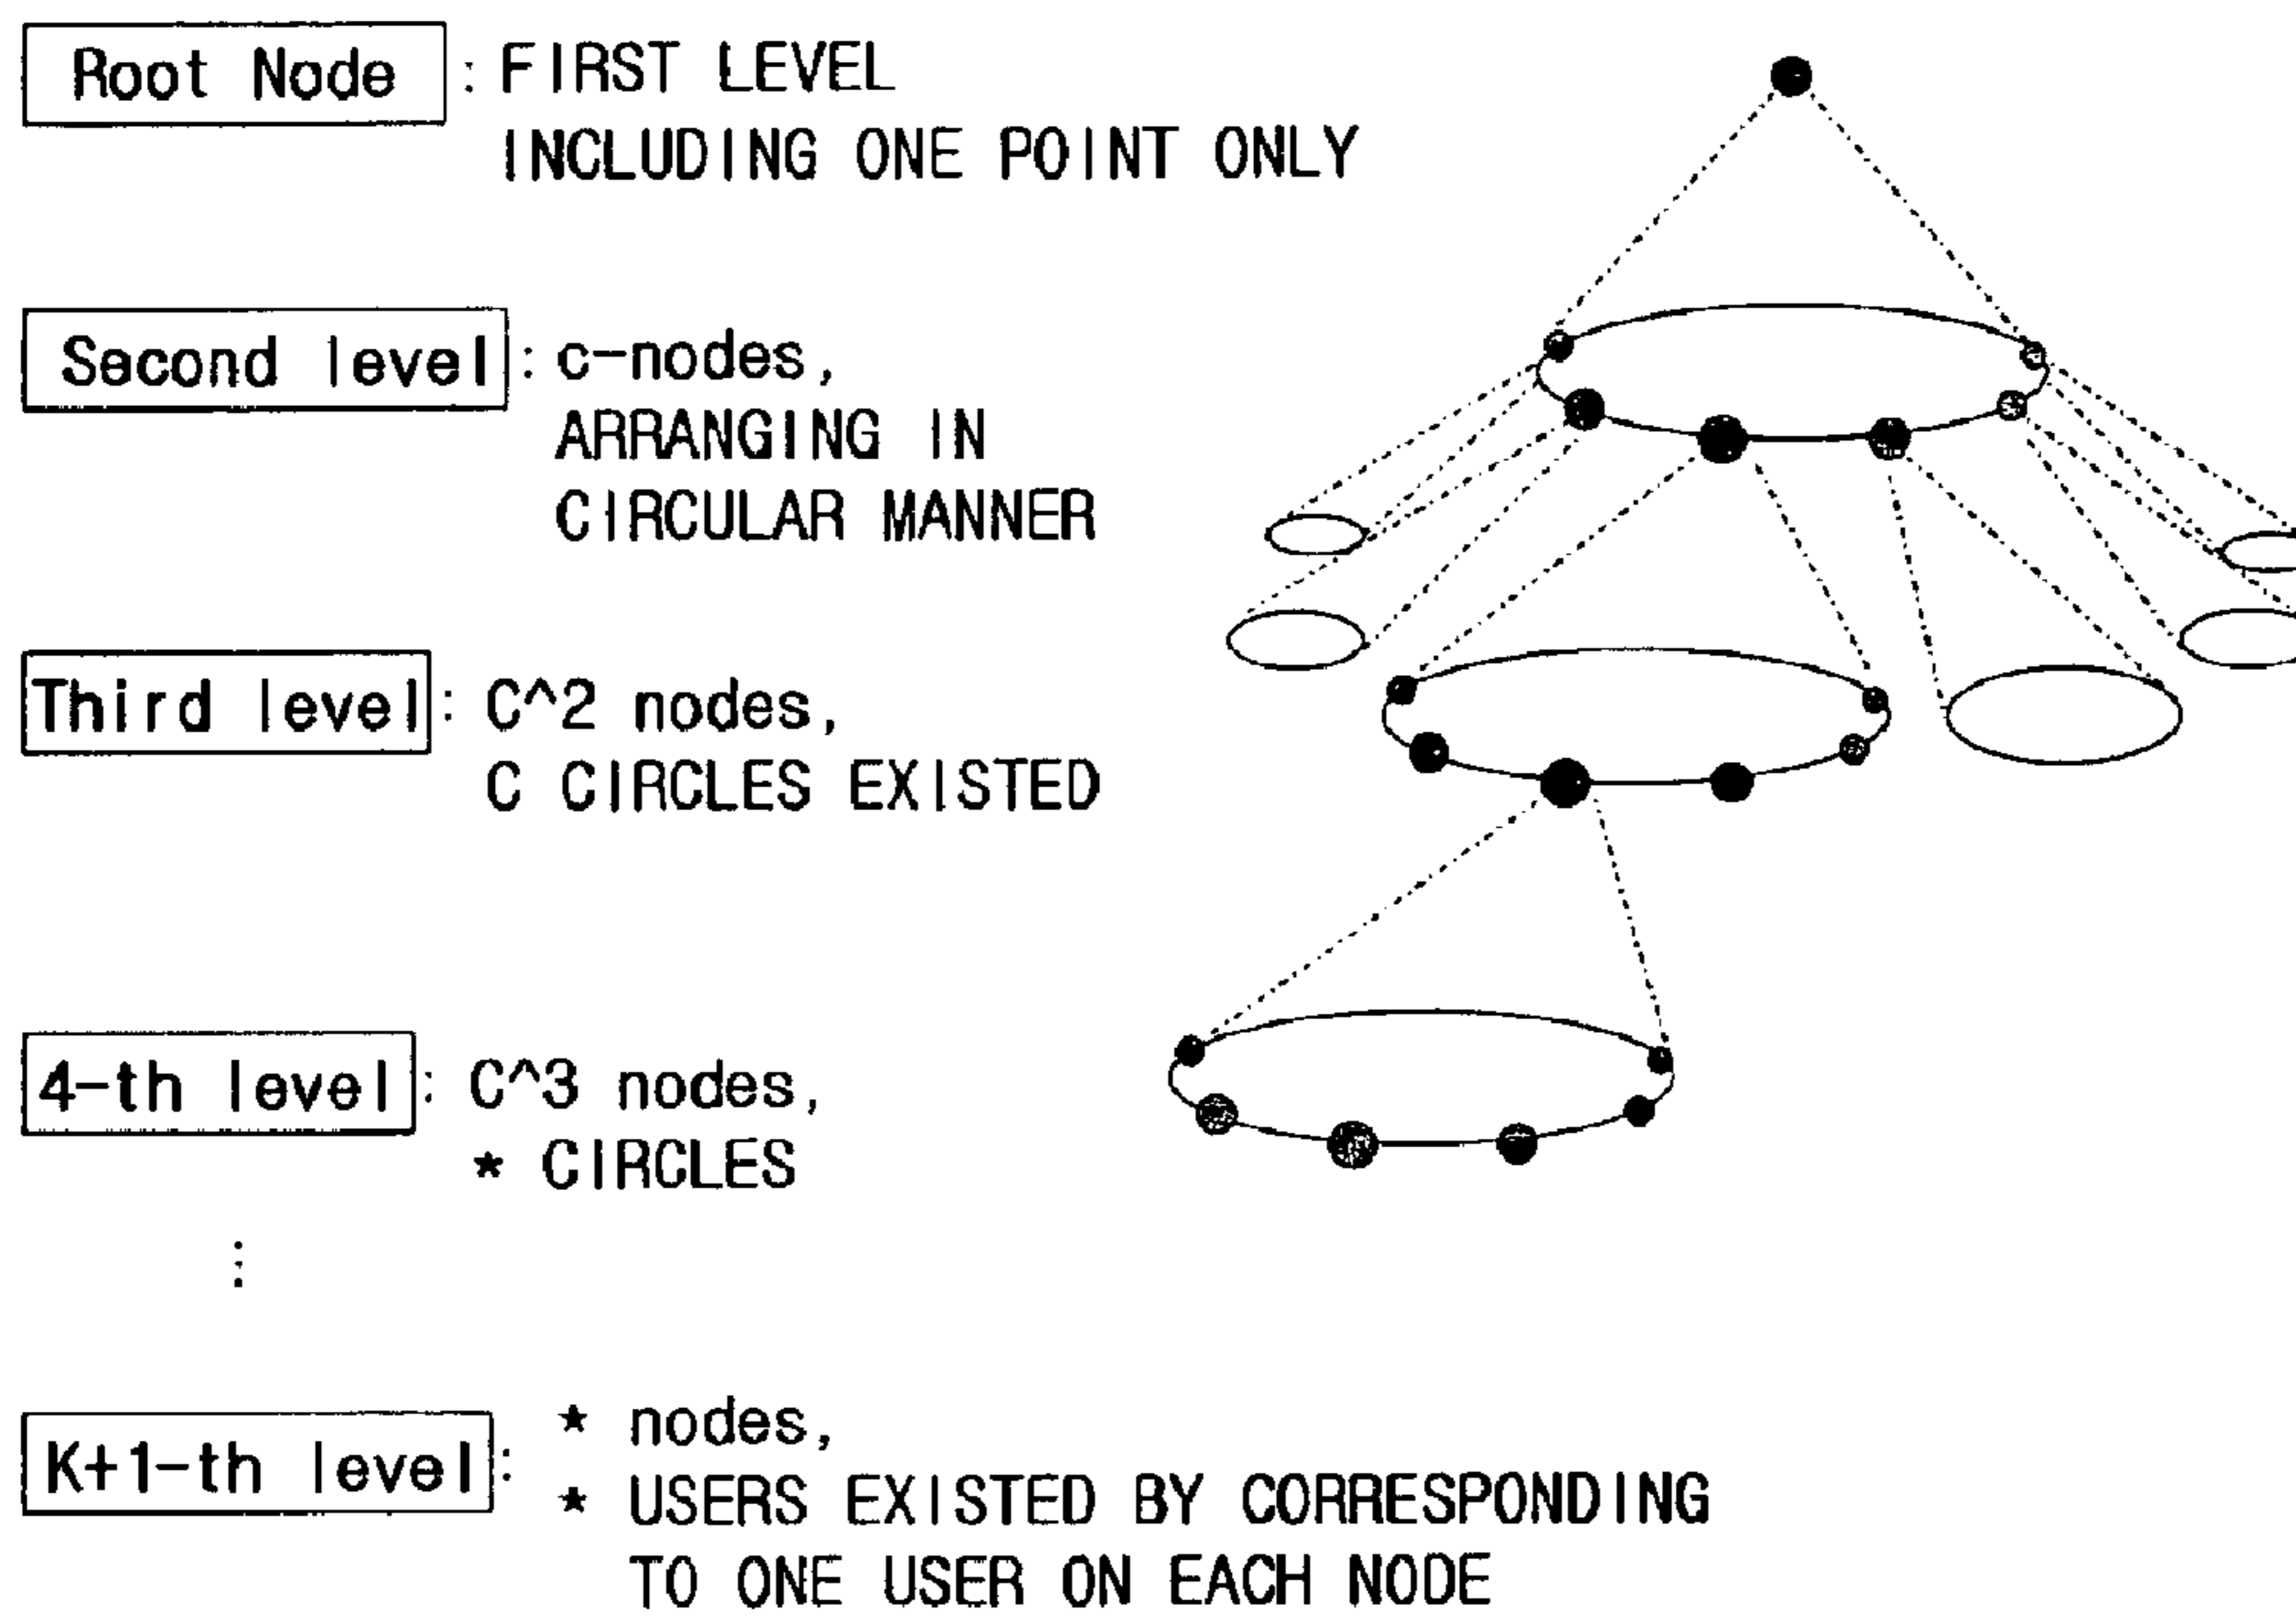 Root Node : FIRST LEVEL
INCLUDING ONE POINT ONLY
Second level : c-nodes,
ARRANGING IN
CIRCULAR MANNER
Third level : C^2 nodes,
C CIRCLES EXISTED
4-th level : C^3 nodes,
* CIRCLES
⋮
K+1-th level : * nodes,
* USERS EXISTED BY CORRESPONDING
TO ONE USER ON EACH NODE